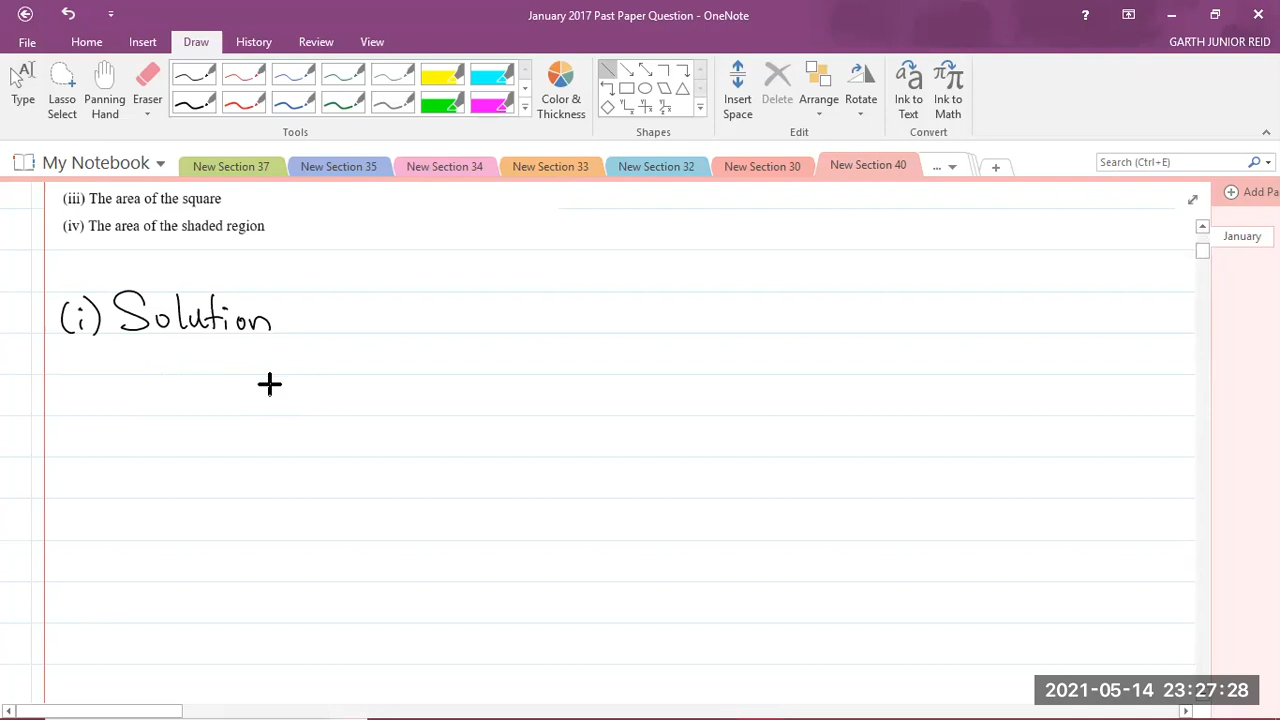 January 2017 Past Paper Question - OneNote
?
File Home Insert Draw History Review View GARTH JUNIOR REID
Type
Lasso Select
Panning Hand
Eraser
Color & Thickness
Insert Space
Delete
Arrange
Rotate
Ink to Text
Ink to Math
Tools Shapes Edit Convert
My Notebook New Section 37 New Section 35 New Section 34 New Section 33 New Section 32 New Section 30 New Section 40 ... Search (Ctrl+E)
(iii) The area of the square
Add Pa
(iv) The area of the shaded region
January
(i) Solution
2021-05-14 23:27:28